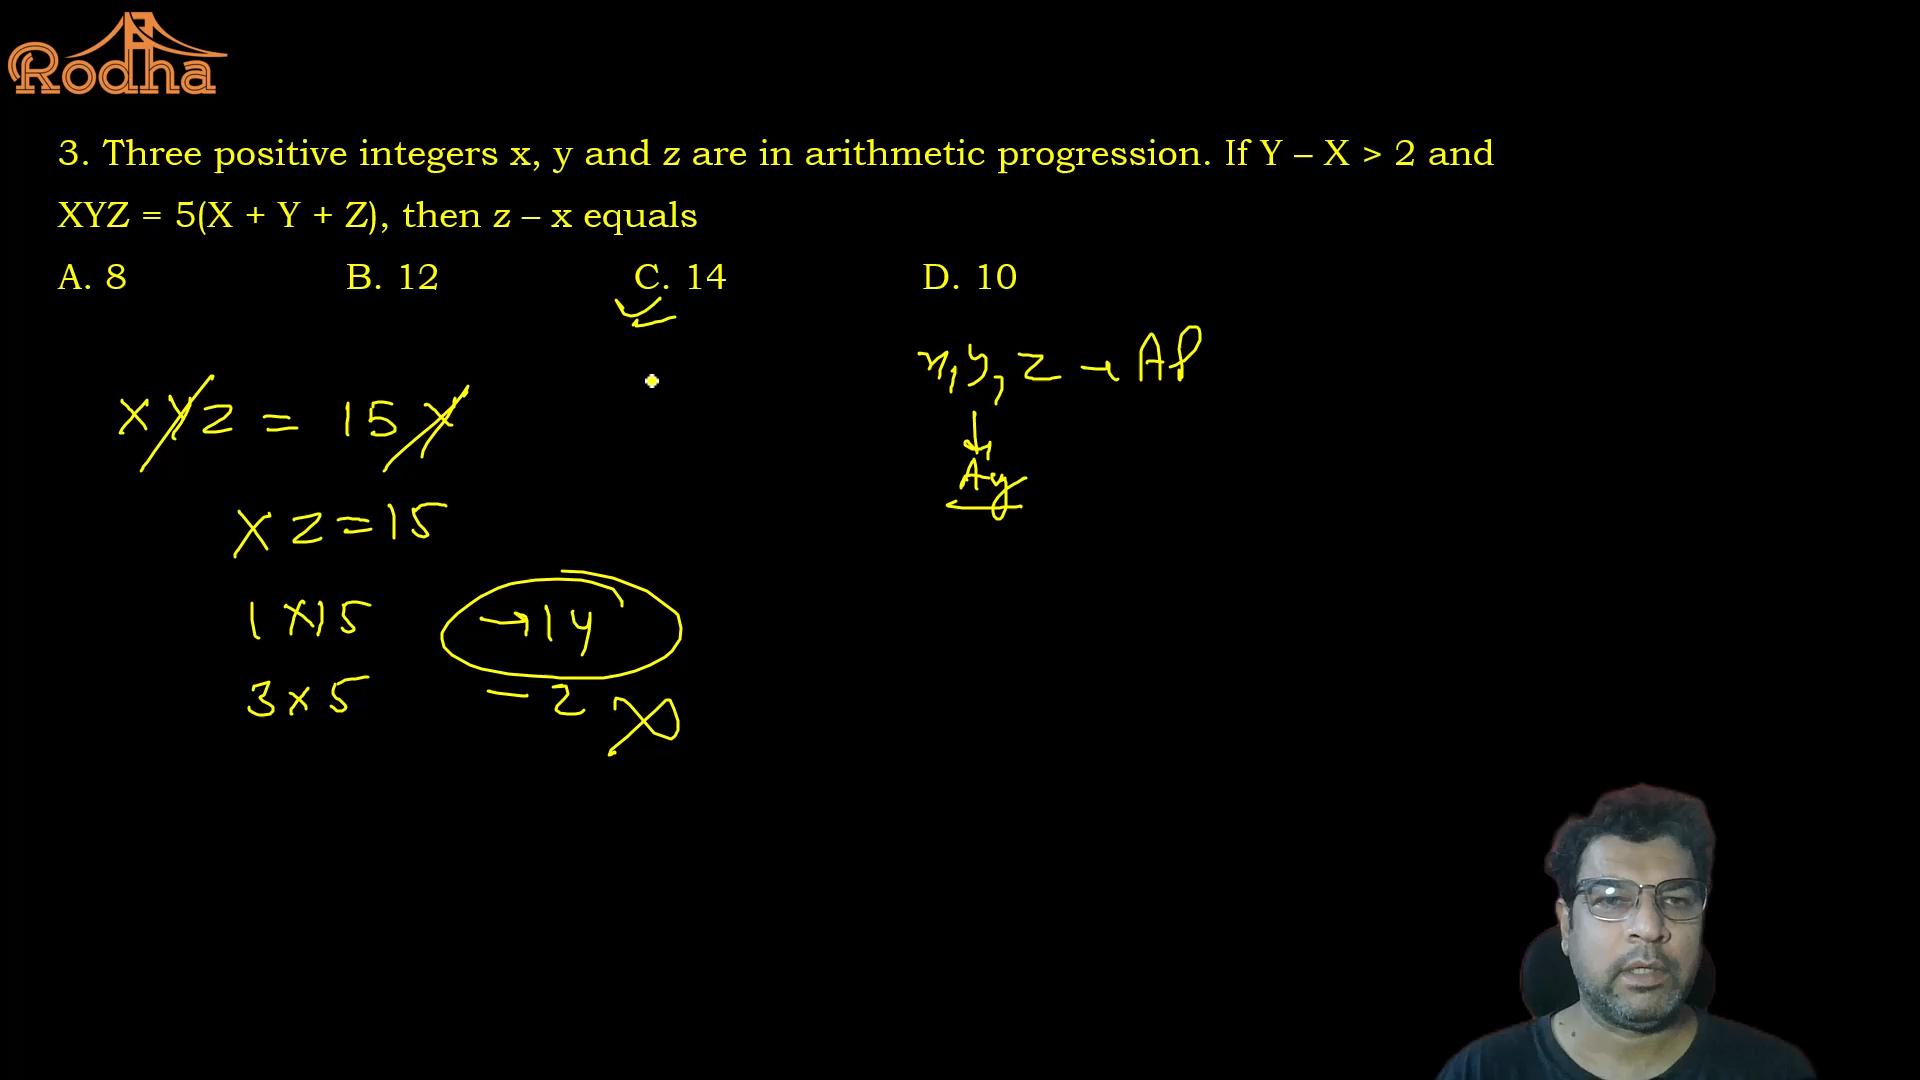 Rodha
3. Three positive integers x, y and z are in arithmetic progression. If Y – X > 2 and
XYZ = 5(X + Y + Z), then z – x equals
A. 8 B. 12 C. 14 D. 10
x, y, z → AP
XYZ = 15 Y
Ay
XZ = 15
1 × 15 → 14
3 × 5 – 2